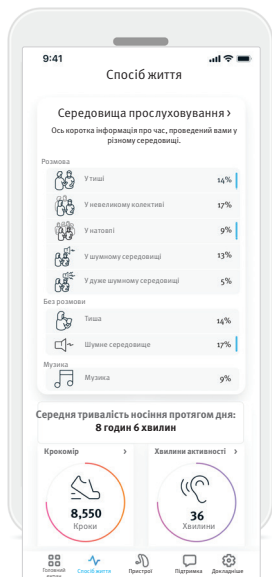 9:41
Спосіб життя
Середовища прослуховування ›
Ось коротка інформація про час, проведений вами у
різному середовищі.
Розмова
У тиші 14%
У невеликому колективі 17%
У натовпі 9%
У шумному середовищі 13%
У дуже шумному середовищі 5%
Без розмови
Тиша 14%
Шумне середовище 17%
Музика
Музика 9%
Середня тривалість носіння протягом дня:
8 годин 6 хвилин
Крокомір › Хвилини активності ›
8,550 36
Кроки Хвилини
Головний Спосіб життя Пристрої Підтримка Докладніше